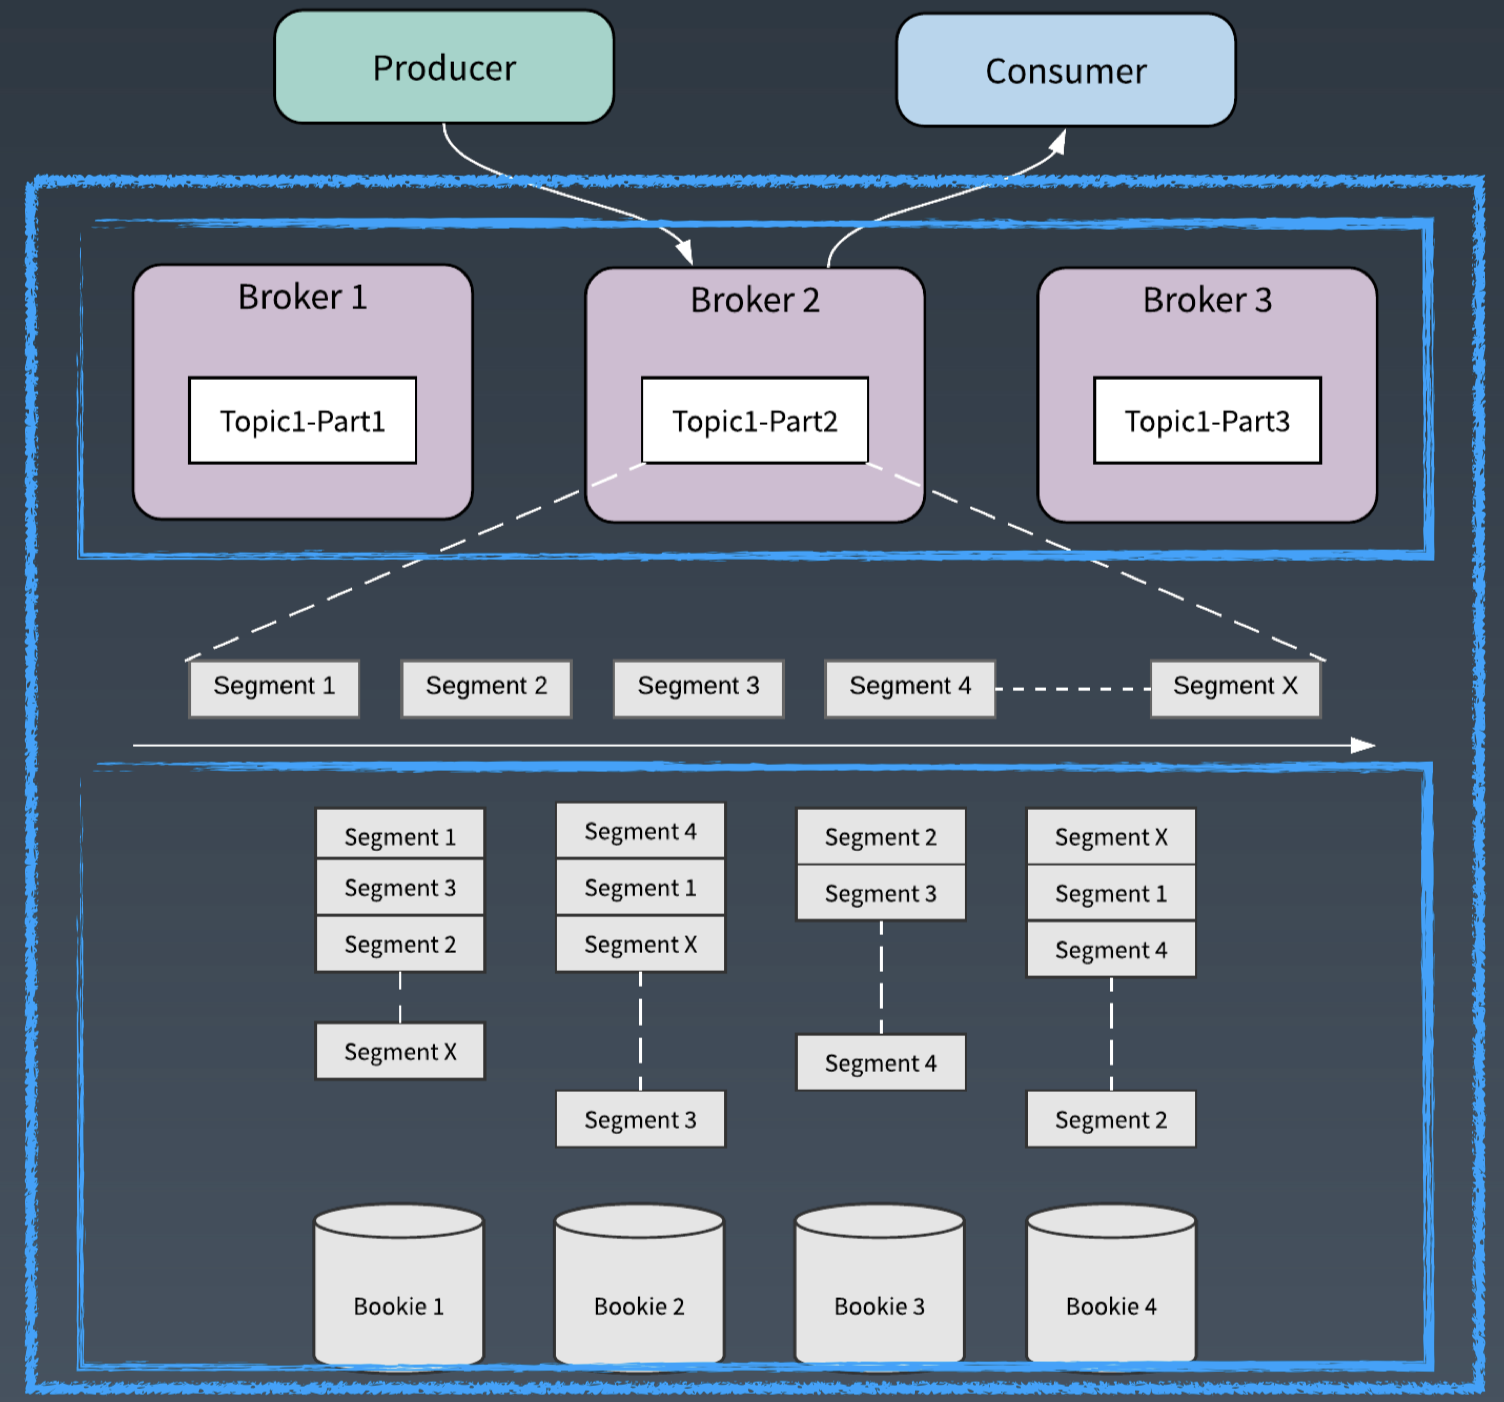 Producer
Consumer
Broker 1
Broker 2
Broker 3
Topic1-Part1
Topic1-Part2
Topic1-Part3
Segment 1
Segment 2
Segment 3
Segment 4
Segment X
Segment 1
Segment 3
Segment 2
Segment X
Segment 4
Segment 1
Segment X
Segment 3
Segment 2
Segment 3
Segment 4
Segment X
Segment 1
Segment 4
Segment 2
Bookie 1
Bookie 2
Bookie 3
Bookie 4